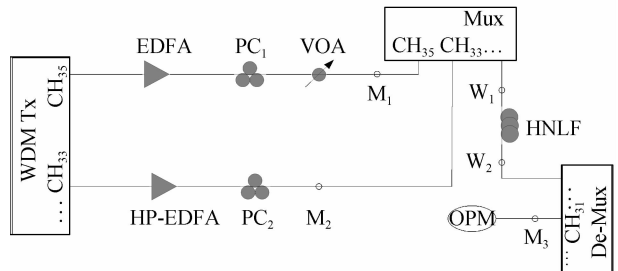 Mux
EDFA PC₁ VOA
CH₃₅ CH₃₃...
CH₃₅
M₁
W₁
HNLF
WDM Tx
W₂
... CH₃₃
HP-EDFA PC₂ M₂
OPM
M₃
... CH₃₁ ...
De-Mux